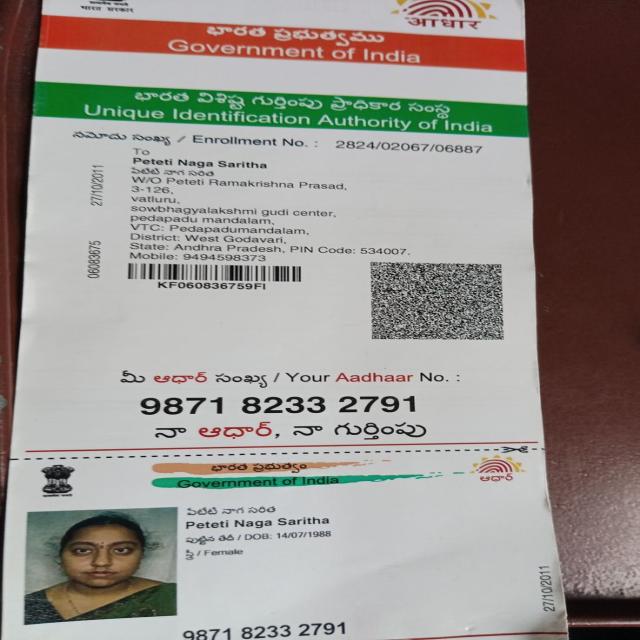 भारत सरकार
आधार
భారత ప్రభుత్వము
Government of India
భారత విశిష్ట గుర్తింపు ప్రాధికార సంస్థ
Unique Identification Authority of India
నమోదు సంఖ్య / Enrollment No. : 2824/02067/06887
To
Peteti Naga Saritha
పేటేటి నాగ సరిత
W/O Peteti Ramakrishna Prasad,
3-126,
vatluru,
sowbhagyalakshmi gudi center,
pedapadu mandalam,
VTC: Pedapadumandalam,
District: West Godavari,
State: Andhra Pradesh, PIN Code: 534007,
Mobile: 9494598373
27/10/2011
06083675
KF060836759FI
మీ ఆధార్ సంఖ్య / Your Aadhaar No. :
9871 8233 2791
నా ఆధార్, నా గుర్తింపు
భారత ప్రభుత్వం
Government of India
ఆధార్
పేటేటి నాగ సరిత
Peteti Naga Saritha
పుట్టిన తేదీ / DOB: 14/07/1988
స్త్రీ / Female
27/10/2011
9871 8233 2791